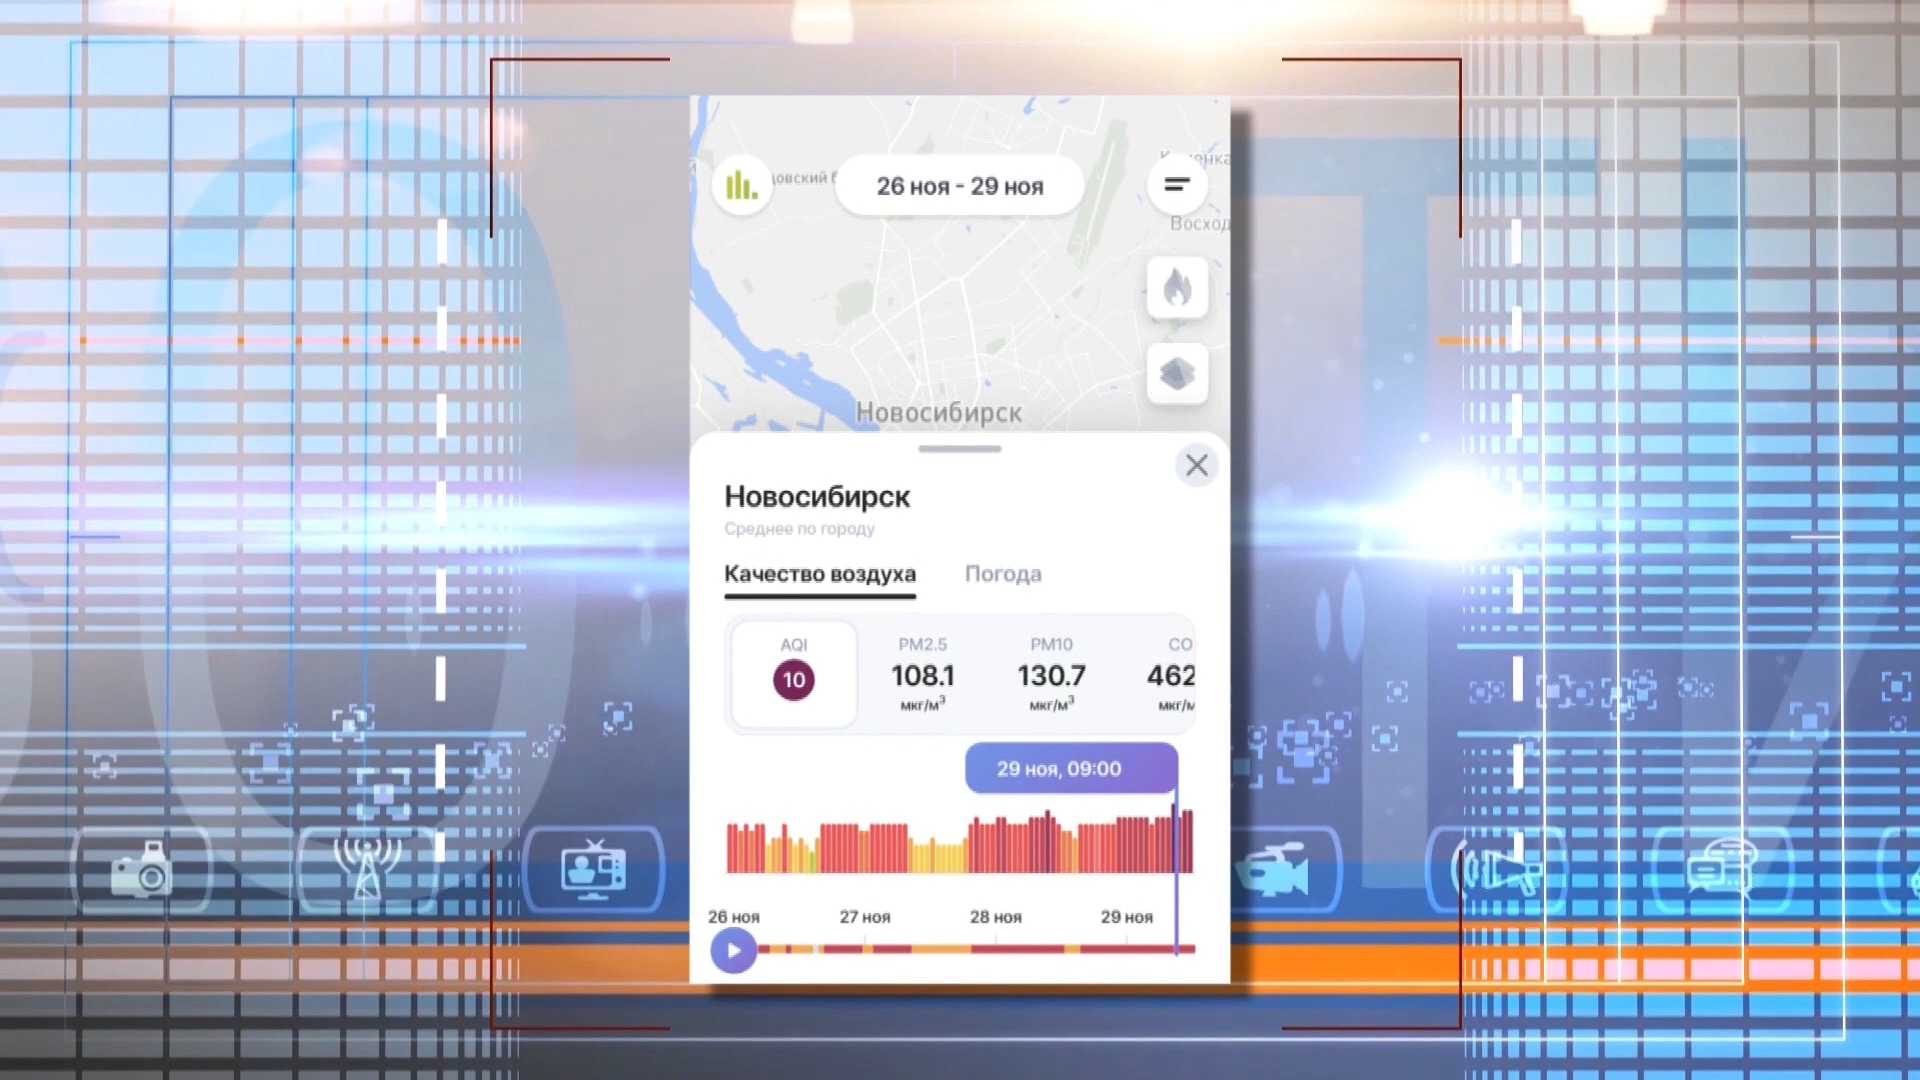 26 ноя - 29 ноя
Новосибирск
Новосибирск
Среднее по городу
Качество воздуха Погода
AQI PM2.5 PM10 CO
10 108.1 130.7 462
мкг/м³ мкг/м³ мкг/м
29 ноя, 09:00
26 ноя 27 ноя 28 ноя 29 ноя